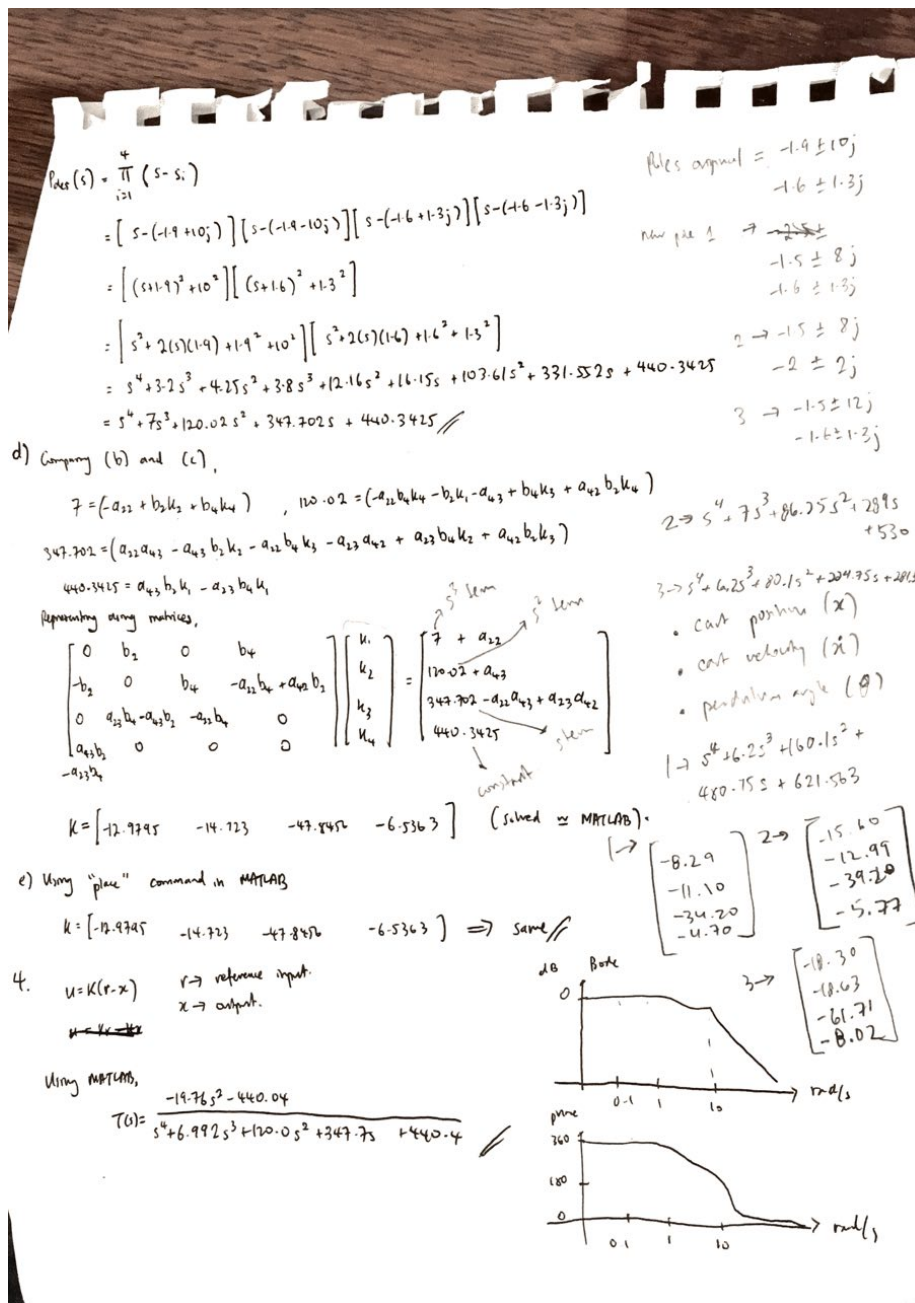 Poles (s) = 4 π i=1 (s - si)
= [ s-(-1.9 +10j) ] [s-(-1.9-10j)] [ s-(-1.6+1.3j)] [s-(-1.6 -1.3j)]
= [ (s+1.9)² +10² ] [ (s+1.6)² +1.3² ]
= [ s² + 2(s)(1.9) +1.9² +10² ] [ s²+2(s)(1.6) +1.6² + 1.3² ]
= s⁴ +3.2s³ +4.25s² +3.8s³ +12.16s² +16.15s +103.61s² + 331.552s + 440.3425
= s⁴ + 7s³ +120.02s² + 347.702s + 440.3425 //
Poles original = -1.9 ± 10j
-1.6 ± 1.3j
new pole 1 →
-1.5 ± 8j
-1.6 ± 1.3j
2 → -1.5 ± 8j
-2 ± 2j
3 → -1.5 ± 12j
-1.6 ± 1.3j
d) Comparing (b) and (c),
7 = (-a22 + b2k2 + b4k4) , 120.02 = (-a22b4k4 - b2k1 - a43 + b4k3 + a42b2k4)
347.702 = (a22a43 - a43b2k2 - a22b4k3 - a23a42 + a23b4k2 + a42b2k3)
440.3425 = a43b2k1 - a23b4k1
Representing using matrices,
[ 0 b2 0 b4 ] [ k1 ] = [ 7 + a22 ] s³ term
[ -b2 0 b4 -a22b4 + a42b2 ] [ k2 ] [ 120.02 + a43 ] s² term
[ 0 a23b4-a43b2 -a22b4 0 ] [ k3 ] [ 347.702 - a22a43 + a23a42 ] s term
[ a43b2 -a23b4 0 0 0 ] [ k4 ] [ 440.3425 ] constant
2→ s⁴ + 7s³ +86.25s² + 289s
+530
3→ s⁴ + 6.2s³ + 80.1s² + 224.75s +
• cart position (x)
• cart velocity (ẋ)
• pendulum angle (θ)
1→ s⁴ +6.2s³ +160.1s² +
480.75s + 621.563
K = [-12.9795 -14.723 -47.8456 -6.5363 ] (solved ≃ MATLAB).
1→ [ -8.29
-11.10
-34.20
-4.70 ]
2→ [ -15.60
-12.99
-39.20
-5.77 ]
3→ [ -18.30
-18.63
-61.71
-8.02 ]
e) Using "place" command in MATLAB
K = [-12.9795 -14.723 -47.8456 -6.5363 ] => same //
4. u = K(r-x) r→ reference input.
x→ output.
u = Kr - Kx
Using MATLAB,
T(s) = -19.76s² - 440.04
s⁴ +6.992s³ +120.0s² +347.7s +440.4 //
dB Bode
0
0.1 1 10 rad/s
phase
360
180
0
0.1 1 10 rad/s